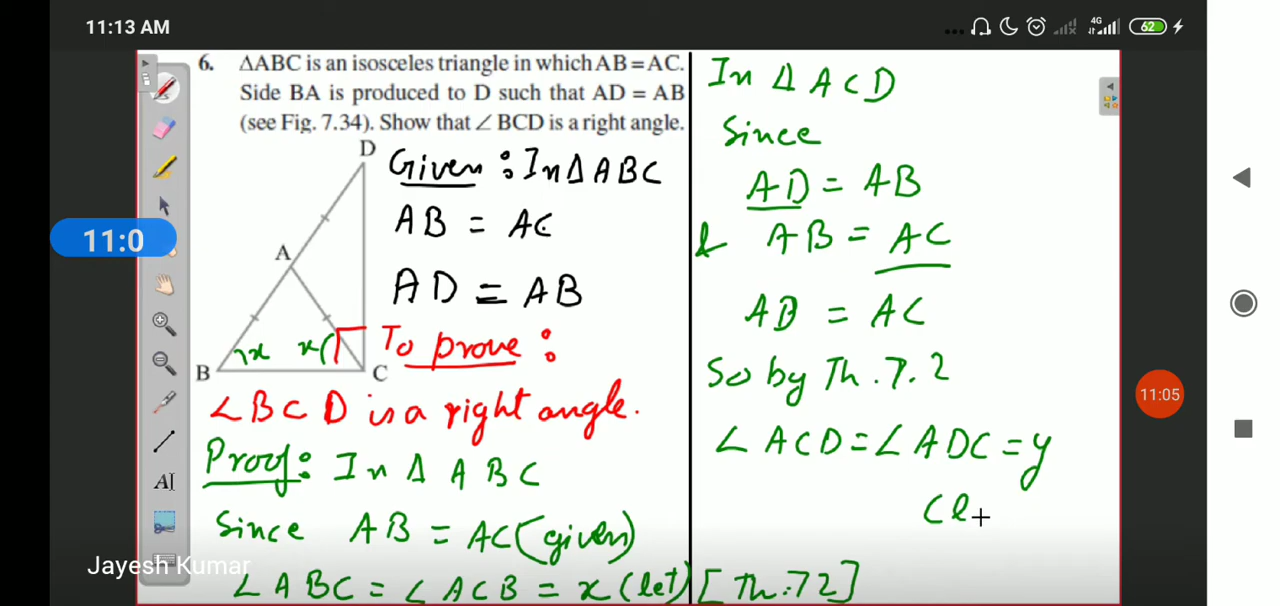 11:13 AM
4G
62
6. ΔABC is an isosceles triangle in which AB = AC.
Side BA is produced to D such that AD = AB
(see Fig. 7.34). Show that ∠ BCD is a right angle.
D
A
B
C
x
x
Given : In Δ ABC
AB = AC
AD = AB
To prove :
∠BCD is a right angle.
Proof : In Δ ABC
Since AB = AC (given)
∠ABC = ∠ACB = x (let) [Th. 7.2]
In Δ ACD
Since
AD = AB
& AB = AC
AD = AC
So by Th. 7.2
∠ACD = ∠ADC = y
(l
11:0
11:05
AI
Jayesh Kumar